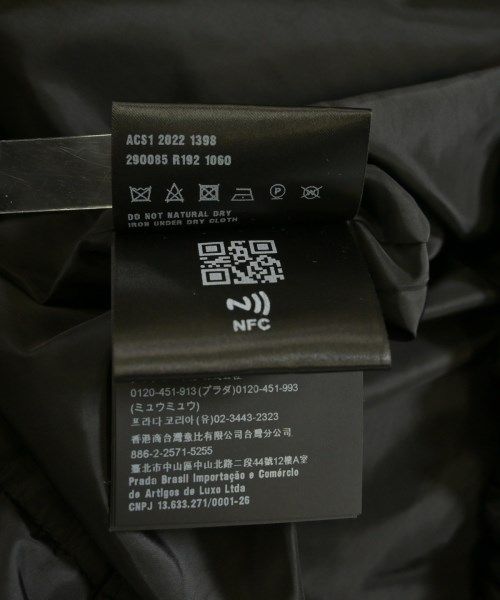 ACS1 2022 1398
290085 R192 1060
DO NOT NATURAL DRY
IRON UNDER DRY CLOTH
NFC
0120-451-913 (プラダ)0120-451-993
(ミュウミュウ)
프라다 코리아 (유) 02-3443-2323
香港商台灣意比有限公司台灣分公司
886-2-2571-5255
臺北市中山區中山北路二段44號12樓A室
Prada Brasil Importação e Comércio
de Artigos de Luxo Ltda
CNPJ 13.633.271/0001-26